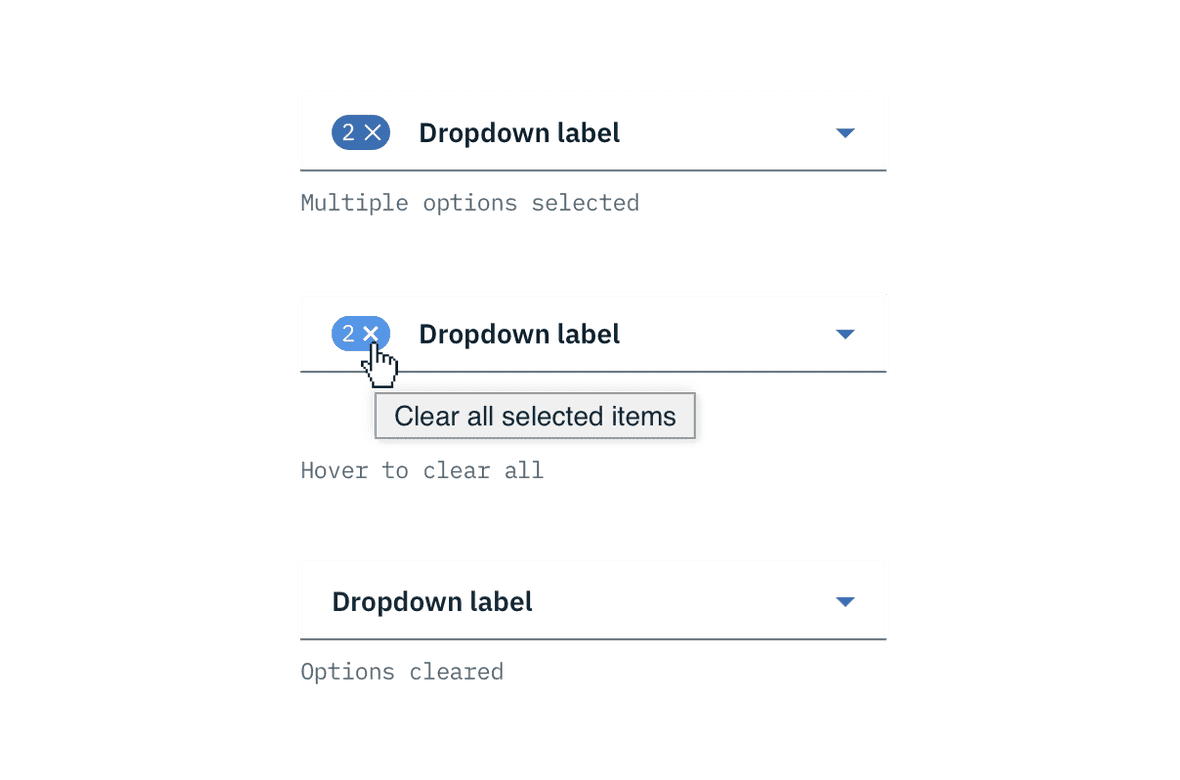 2 × Dropdown label
Multiple options selected
2 × Dropdown label
Clear all selected items
Hover to clear all
Dropdown label
Options cleared